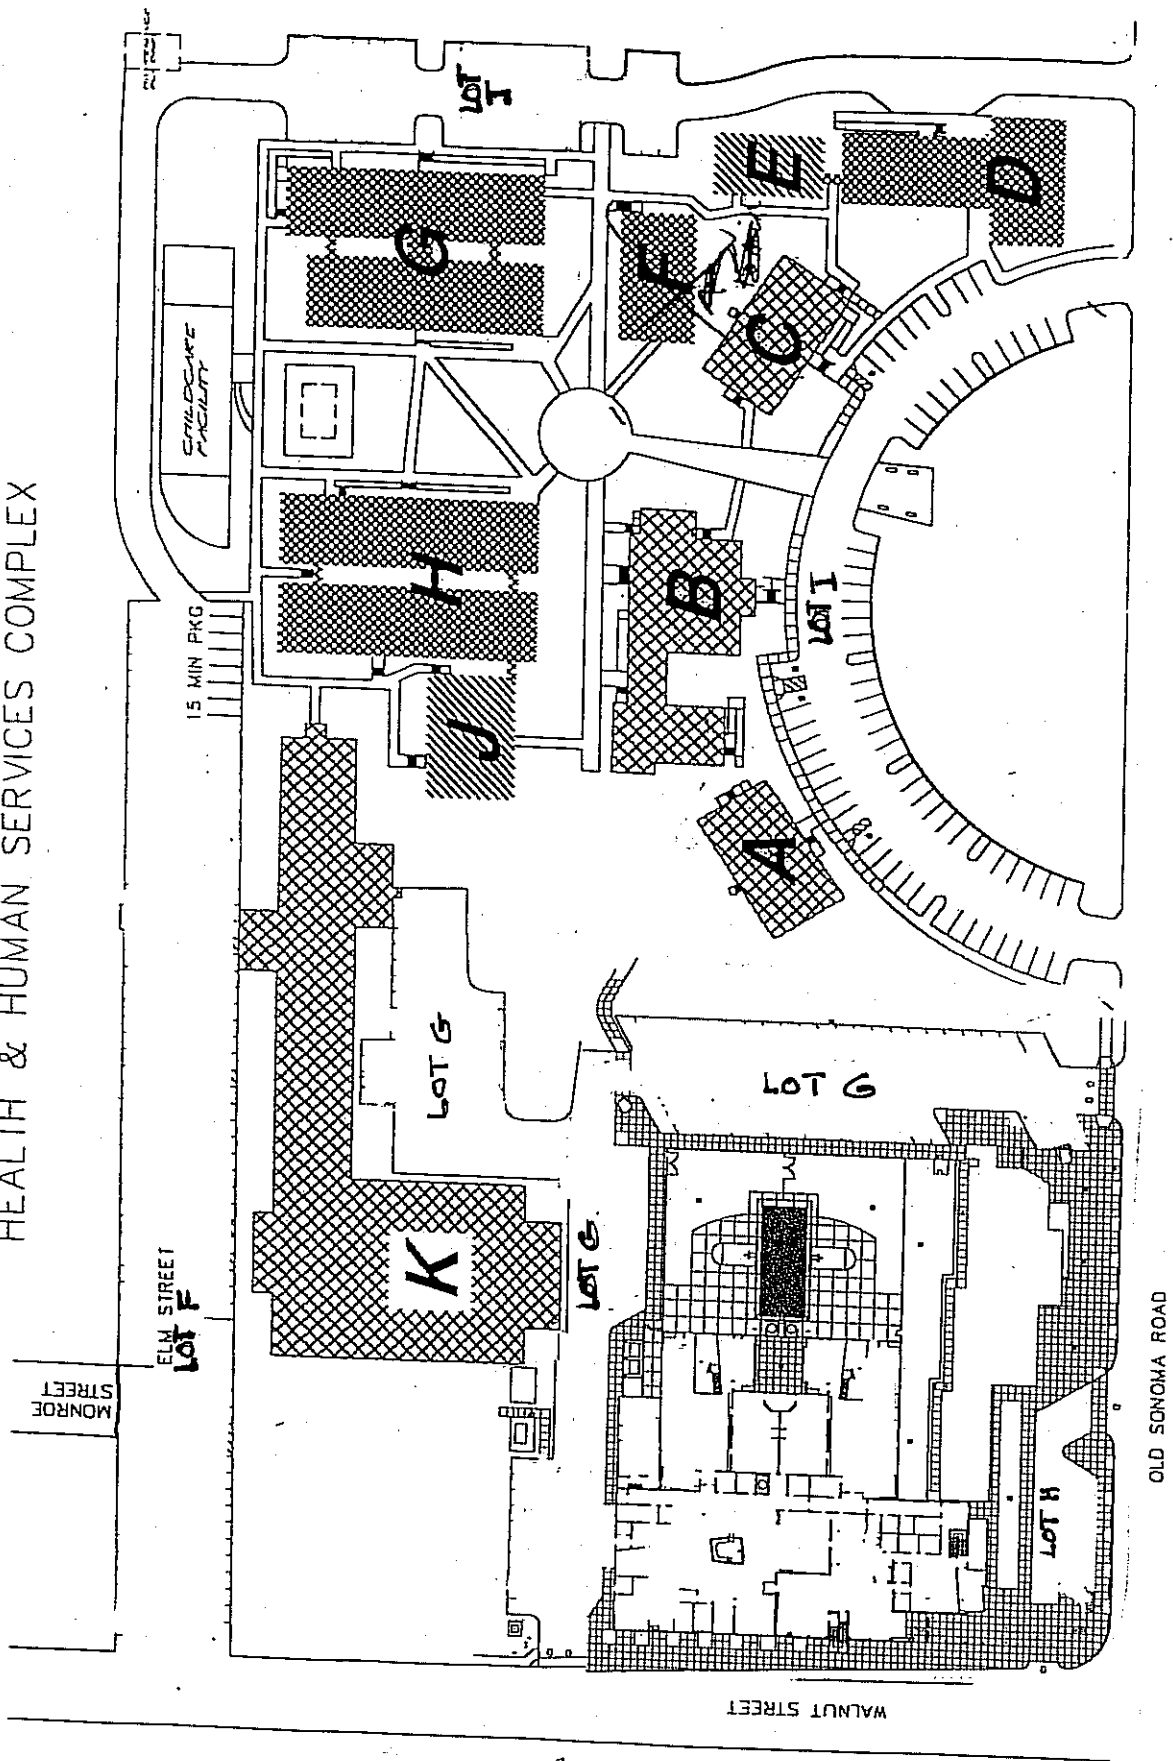 HEALTH & HUMAN SERVICES COMPLEX
MONROE
STREET
ELM STREET
LOT F
15 MIN PKG
CHILDCARE
FACILITY
LOT
J
G
H
J
K
LOT G
LOT G
LOT G
E
D
F
C
B
A
LOT I
LOT H
WALNUT STREET
OLD SONOMA ROAD